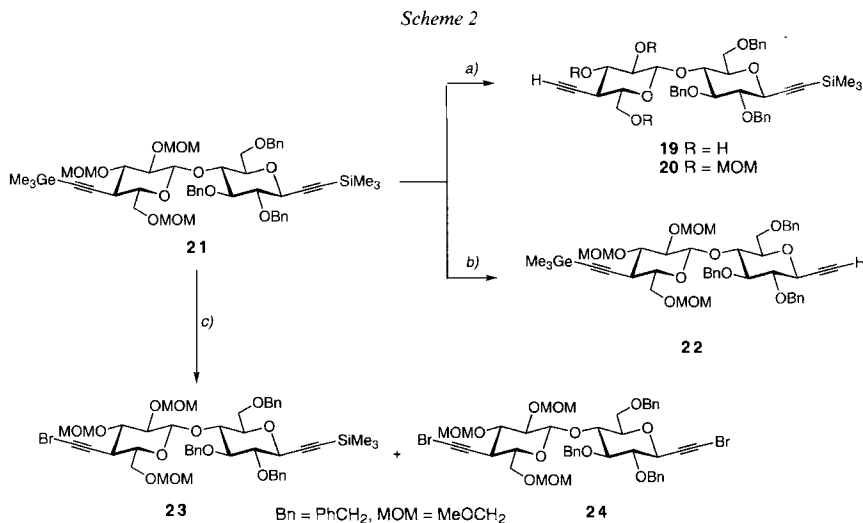 Scheme 2
OBn
OR
H
RO
O
O
O
SiMe₃
BnO
OR
OBn
19 R = H
20 R = MOM
a)
OMOM
OBn
MOMO
O
O
O
SiMe₃
Me₃Ge
BnO
OMOM
OBn
21
b)
OMOM
OBn
MOMO
O
O
O
H
Me₃Ge
BnO
OMOM
OBn
22
c)
OMOM
OBn
MOMO
O
O
O
SiMe₃
Br
BnO
OMOM
OBn
23
+
OMOM
OBn
MOMO
O
O
O
Br
Br
BnO
OMOM
OBn
24
Bn = PhCH₂, MOM = MeOCH₂